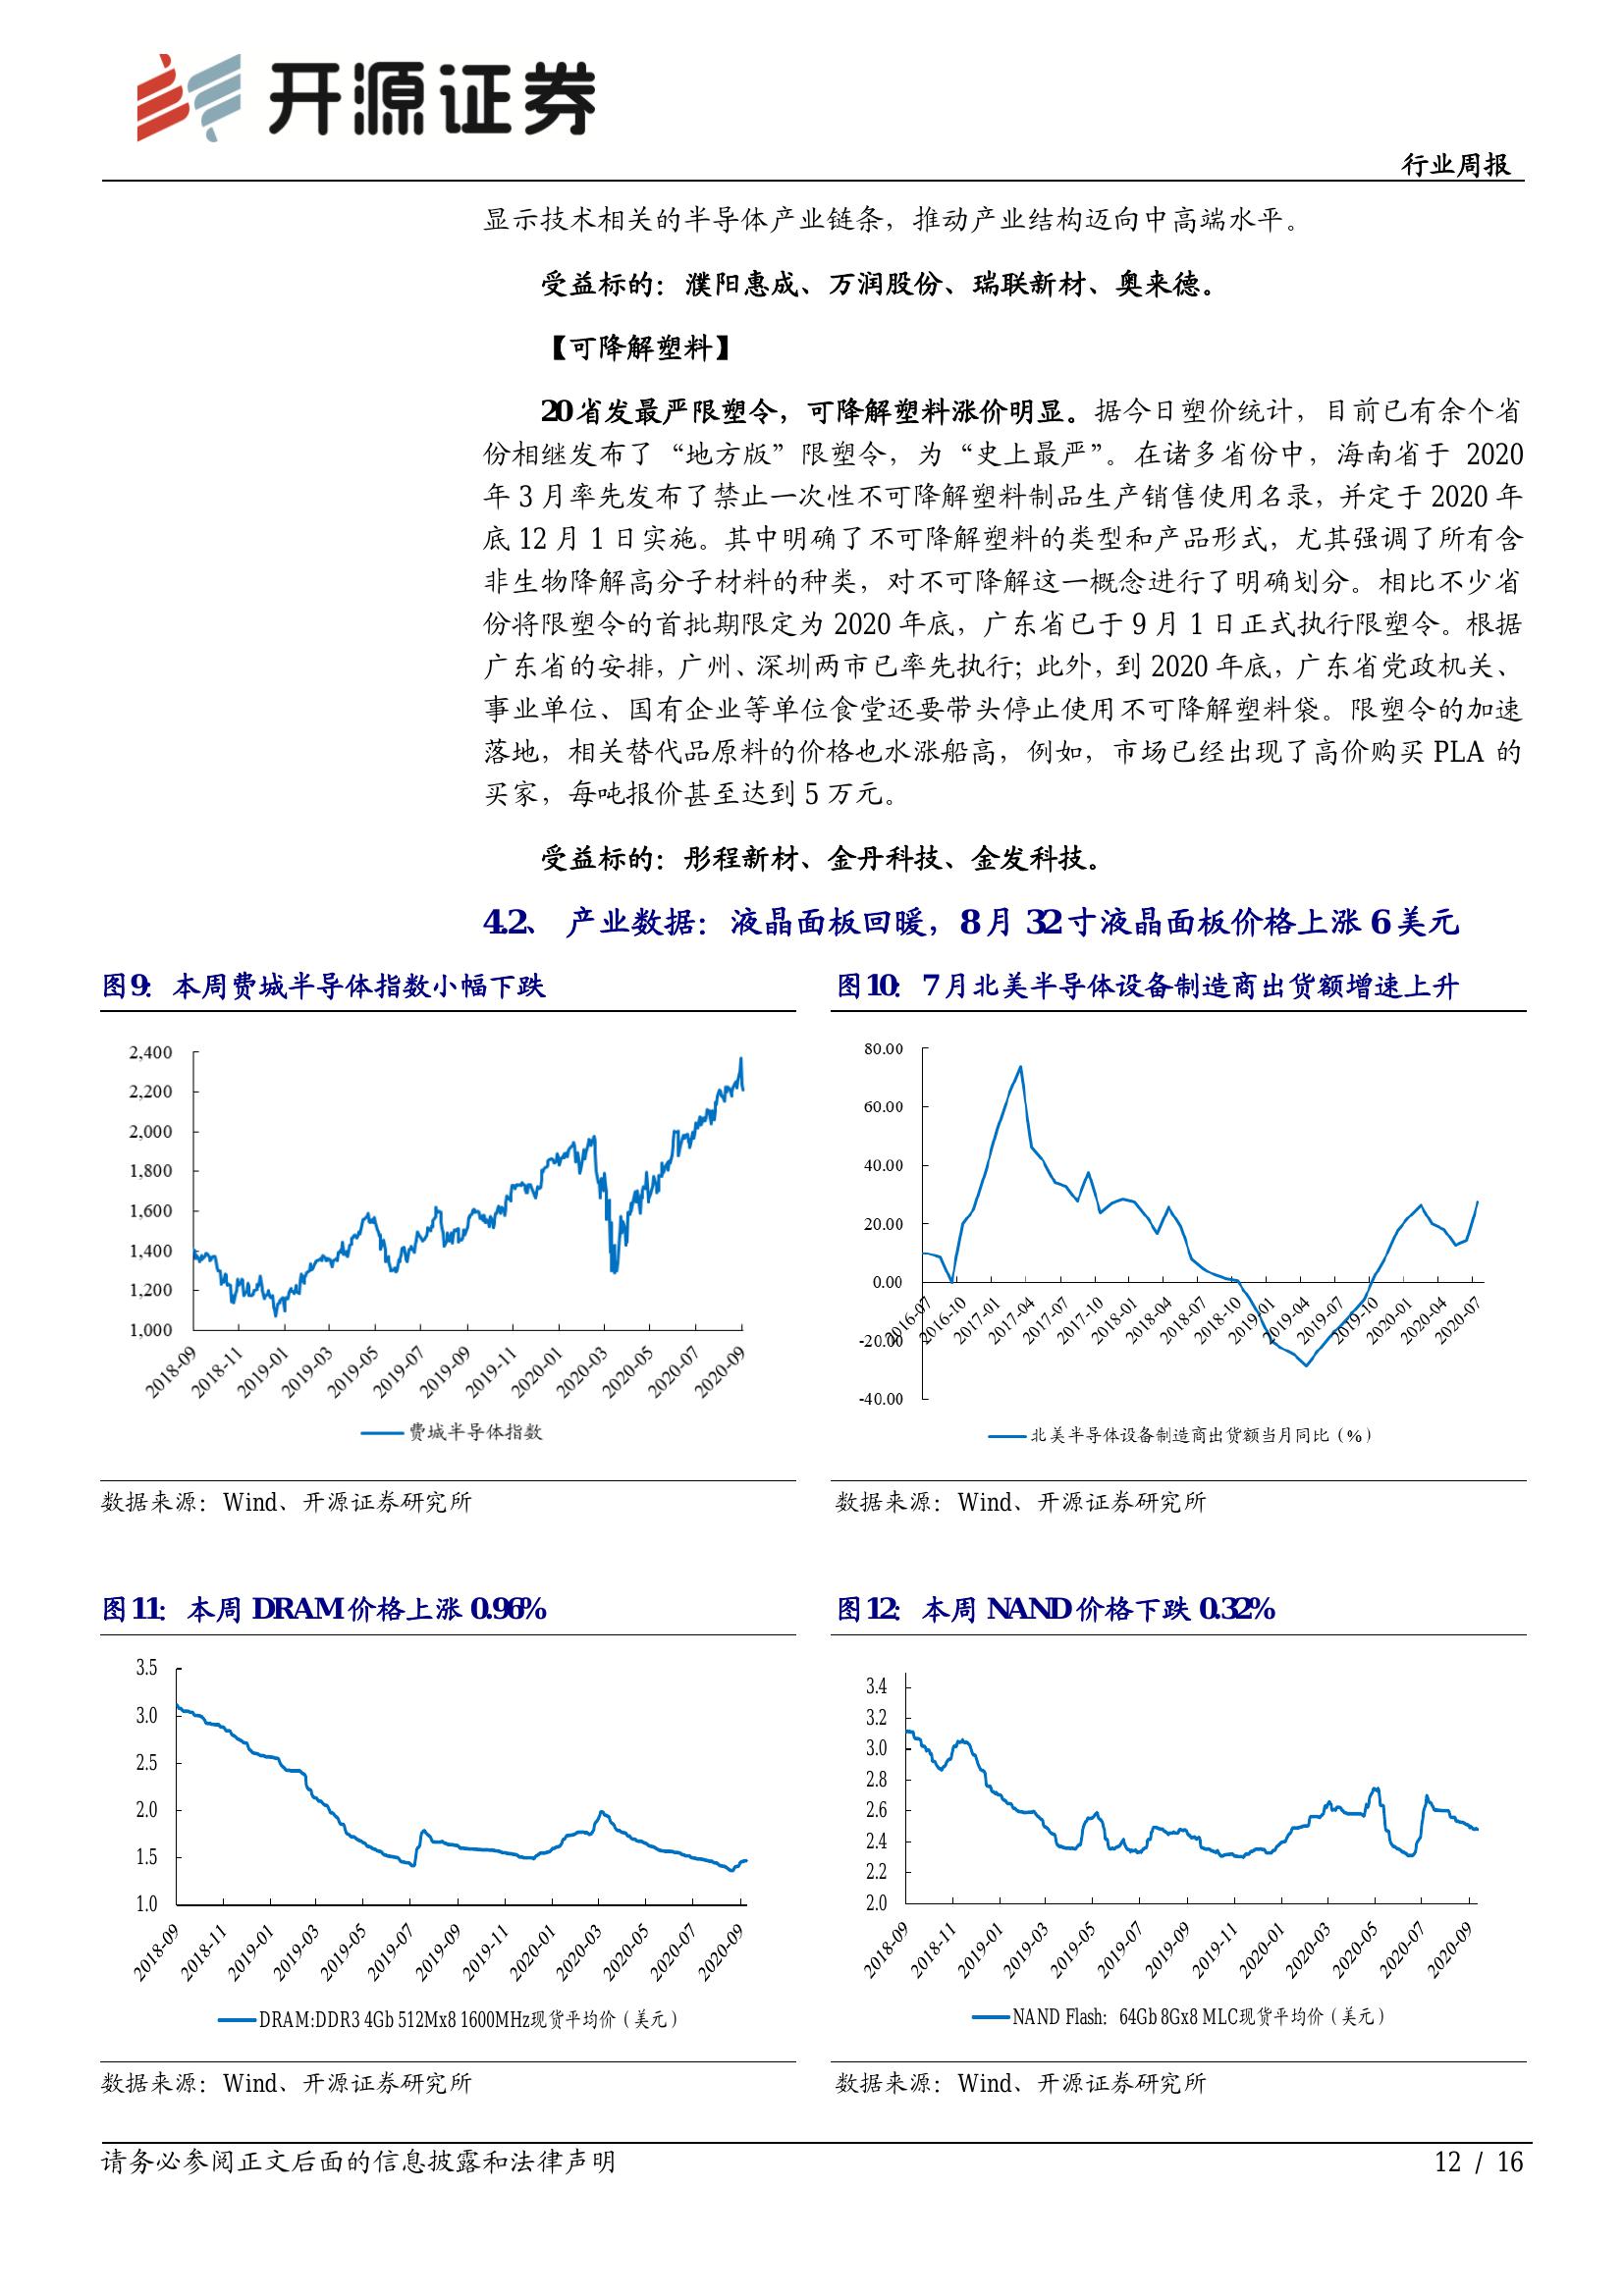 开源证券
行业周报
显示技术相关的半导体产业链条，推动产业结构迈向中高端水平。
受益标的：濮阳惠成、万润股份、瑞联新材、奥来德。
【可降解塑料】
20省发最严限塑令，可降解塑料涨价明显。据今日塑价统计，目前已有余个省
份相继发布了“地方版”限塑令，为“史上最严”。在诸多省份中，海南省于 2020
年 3 月率先发布了禁止一次性不可降解塑料制品生产销售使用名录，并定于 2020 年
底 12 月 1 日实施。其中明确了不可降解塑料的类型和产品形式，尤其强调了所有含
非生物降解高分子材料的种类，对不可降解这一概念进行了明确划分。相比不少省
份将限塑令的首批期限定为 2020 年底，广东省已于 9 月 1 日正式执行限塑令。根据
广东省的安排，广州、深圳两市已率先执行；此外，到 2020 年底，广东省党政机关、
事业单位、国有企业等单位食堂还要带头停止使用不可降解塑料袋。限塑令的加速
落地，相关替代品原料的价格也水涨船高，例如，市场已经出现了高价购买 PLA 的
买家，每吨报价甚至达到 5 万元。
受益标的：彤程新材、金丹科技、金发科技。
4.2、 产业数据：液晶面板回暖，8 月 32 寸液晶面板价格上涨 6 美元
图9：本周费城半导体指数小幅下跌
2,400
2,200
2,000
1,800
1,600
1,400
1,200
1,000
2018-09
2018-11
2019-01
2019-03
2019-05
2019-07
2019-09
2019-11
2020-01
2020-03
2020-05
2020-07
2020-09
费城半导体指数
数据来源：Wind、开源证券研究所
图10：7 月北美半导体设备制造商出货额增速上升
80.00
60.00
40.00
20.00
0.00
-20.00
-40.00
2016-07
2016-10
2017-01
2017-04
2017-07
2017-10
2018-01
2018-04
2018-07
2018-10
2019-01
2019-04
2019-07
2019-10
2020-01
2020-04
2020-07
北美半导体设备制造商出货额当月同比（%）
数据来源：Wind、开源证券研究所
图11：本周 DRAM 价格上涨 0.96%
3.5
3.0
2.5
2.0
1.5
1.0
2018-09
2018-11
2019-01
2019-03
2019-05
2019-07
2019-09
2019-11
2020-01
2020-03
2020-05
2020-07
2020-09
DRAM:DDR3 4Gb 512Mx8 1600MHz现货平均价（美元）
数据来源：Wind、开源证券研究所
图12：本周 NAND 价格下跌 0.32%
3.4
3.2
3.0
2.8
2.6
2.4
2.2
2.0
2018-09
2018-11
2019-01
2019-03
2019-05
2019-07
2019-09
2019-11
2020-01
2020-03
2020-05
2020-07
2020-09
NAND Flash：64Gb 8Gx8 MLC现货平均价（美元）
数据来源：Wind、开源证券研究所
请务必参阅正文后面的信息披露和法律声明
12 / 16